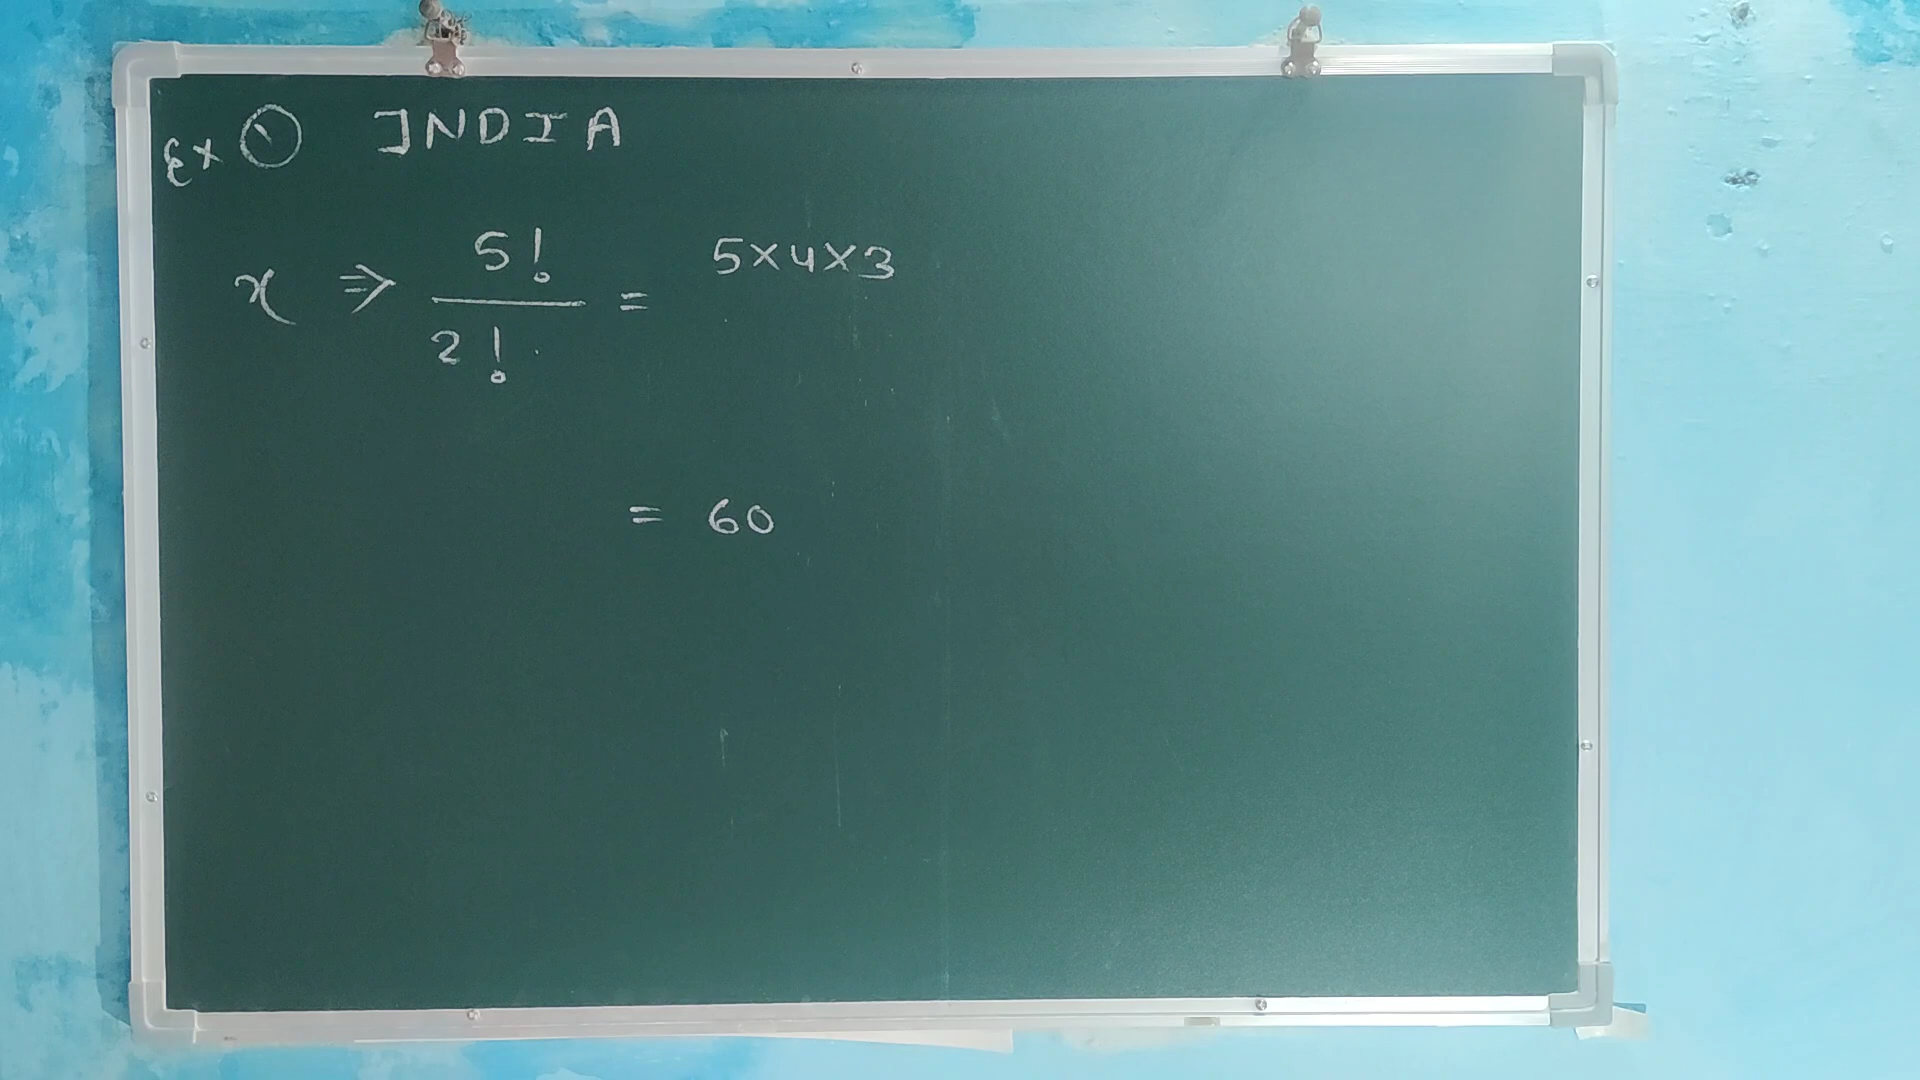 Ex ① INDIA
x ⇒ 5!/2! = 5×4×3
= 60